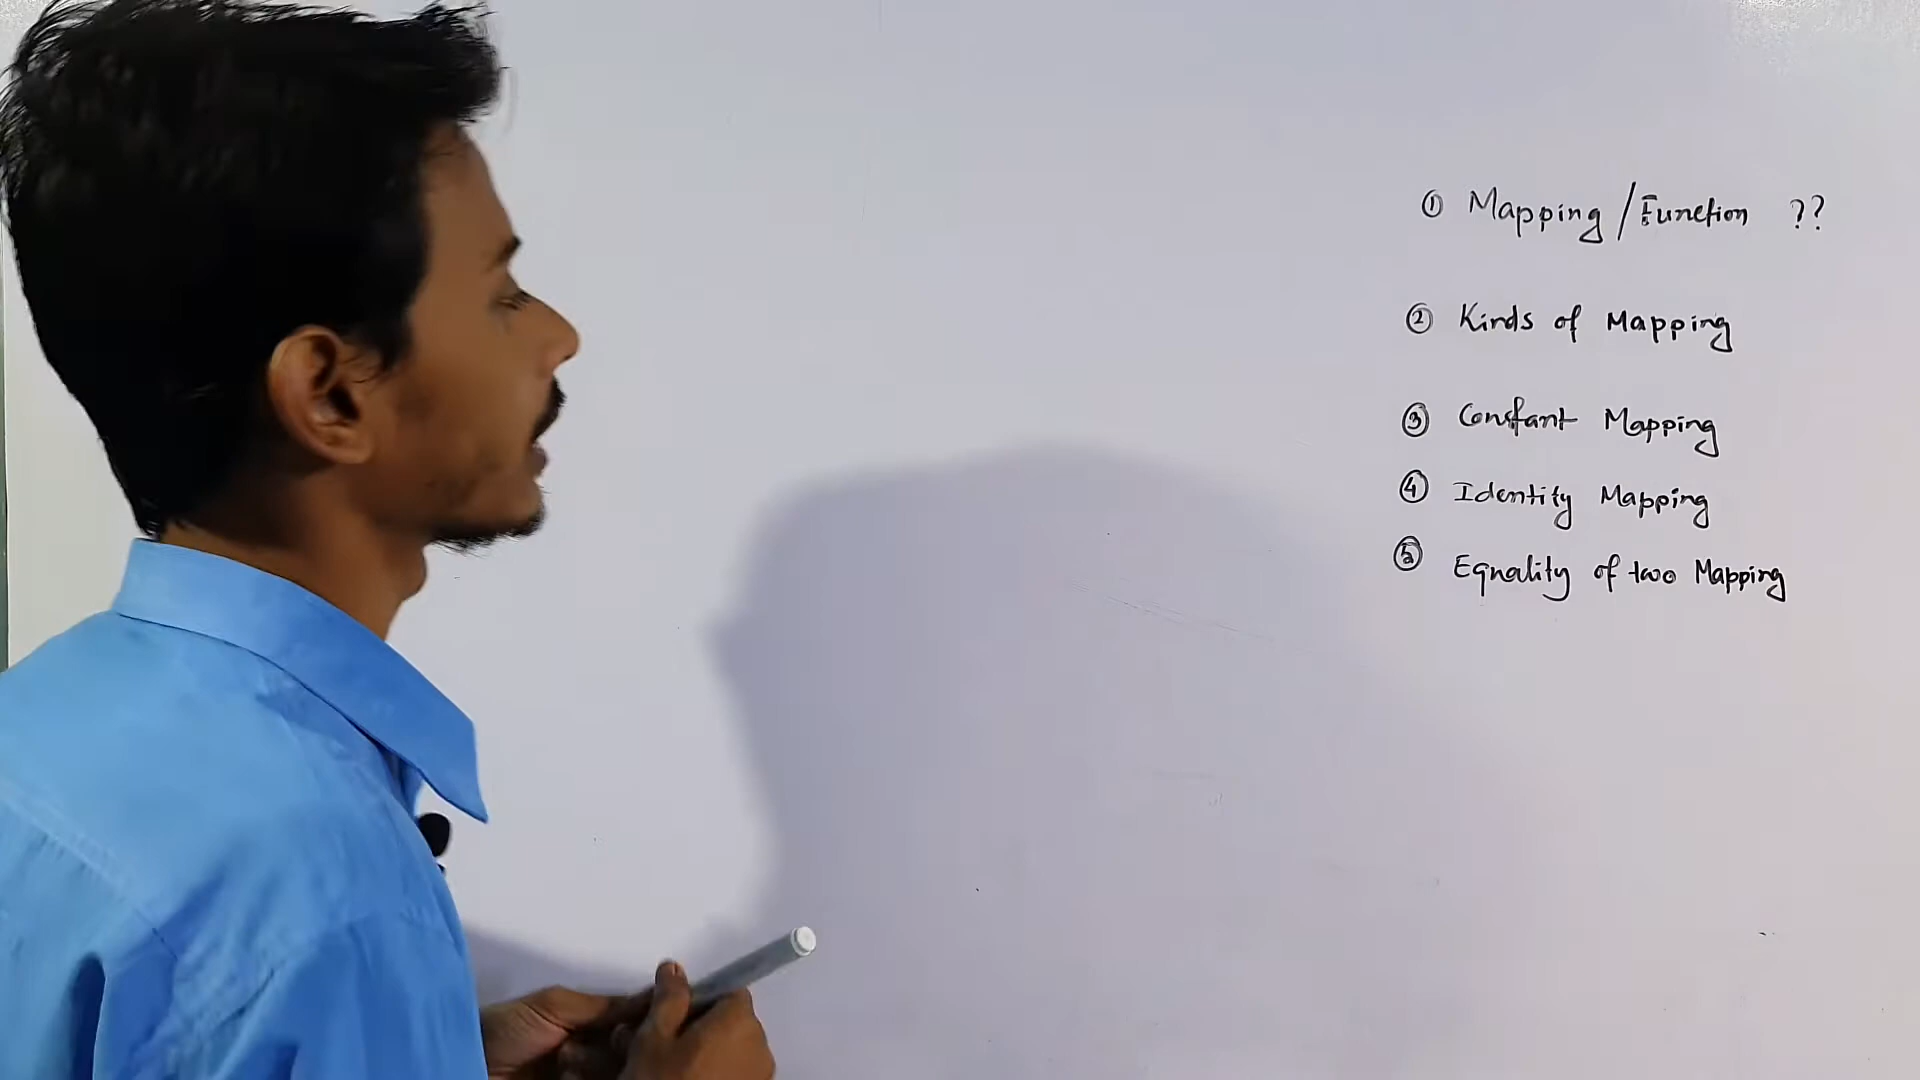 ① Mapping / Function ??
② Kinds of Mapping
③ Constant Mapping
④ Identity Mapping
⑤ Equality of two Mapping